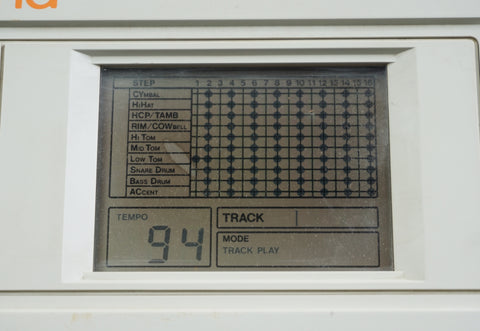 STEP 1 2 3 4 5 6 7 8 9 10 11 12 13 14 15 16
CYMBAL
HIHAT
HCP/TAMB
RIM/COWBELL
HI TOM
MID TOM
LOW TOM
SNARE DRUM
BASS DRUM
ACCENT
TEMPO
94
TRACK
MODE
TRACK PLAY